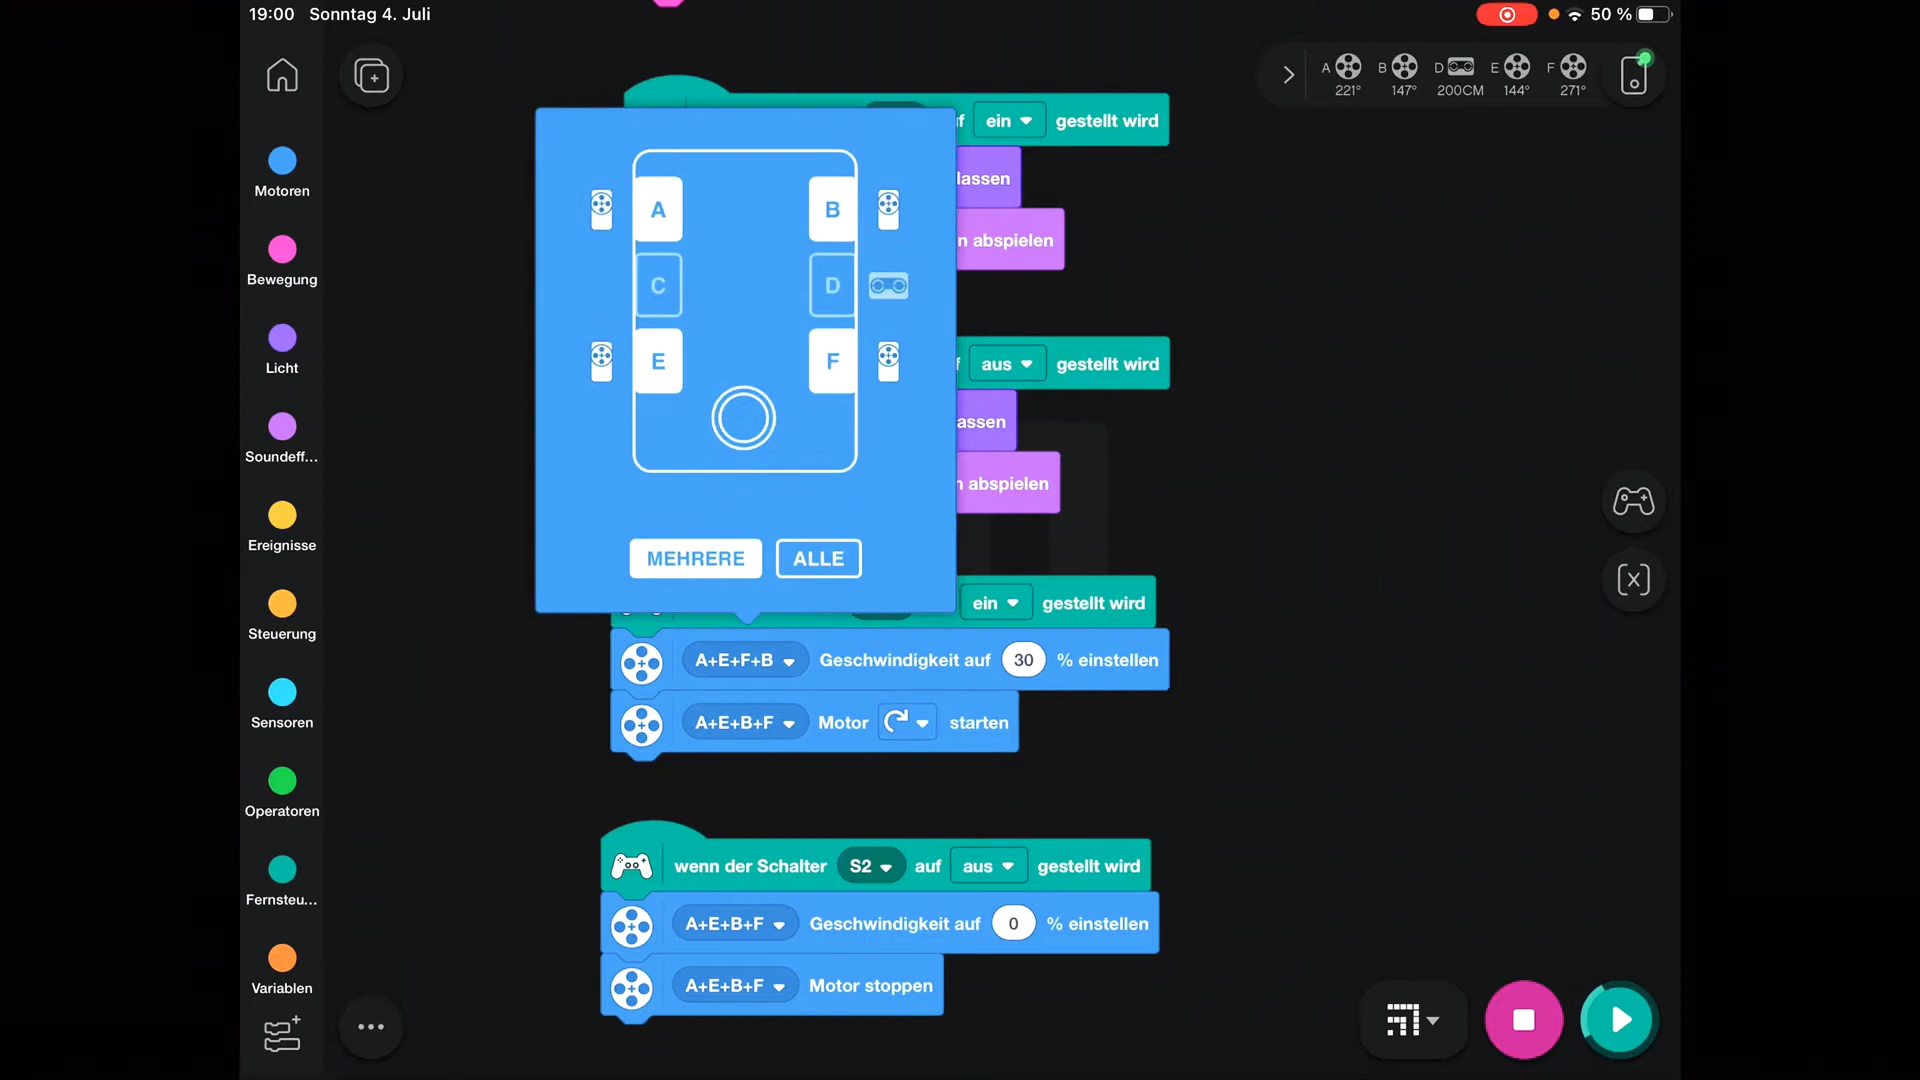 19:00 Sonntag 4. Juli
50 %
A B D E F
221° 147° 200CM 144° 271°
Motoren
Bewegung
Licht
Soundeff...
Ereignisse
Steuerung
Sensoren
Operatoren
Fernsteu...
Variablen
ein gestellt wird
lassen
n abspielen
A B
C D
E F
MEHRERE ALLE
aus gestellt wird
assen
n abspielen
ein gestellt wird
A+E+F+B Geschwindigkeit auf 30 % einstellen
A+E+B+F Motor starten
wenn der Schalter S2 auf aus gestellt wird
A+E+B+F Geschwindigkeit auf 0 % einstellen
A+E+B+F Motor stoppen